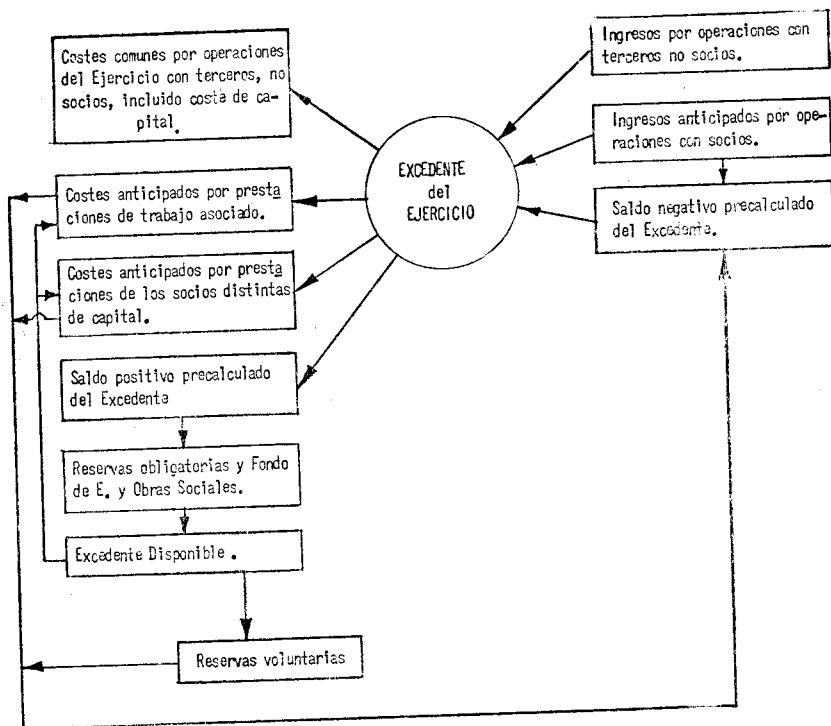 Costes comunes por operaciones
del Ejercicio con terceros, no
socios, incluido coste de ca-
pital.
Costes anticipados por presta
ciones de trabajo asociado.
Costes anticipados por presta
ciones de los socios distintas
de capital.
Saldo positivo precalculado
del Excedente
Reservas obligatorias y Fondo
de E. y Obras Sociales.
Excedente Disponible.
Reservas voluntarias
EXCEDENTE
del
EJERCICIO
Ingresos por operaciones con
terceros no socios.
Ingresos anticipados por ope-
raciones con socios.
Saldo negativo precalculado
del Excedente.